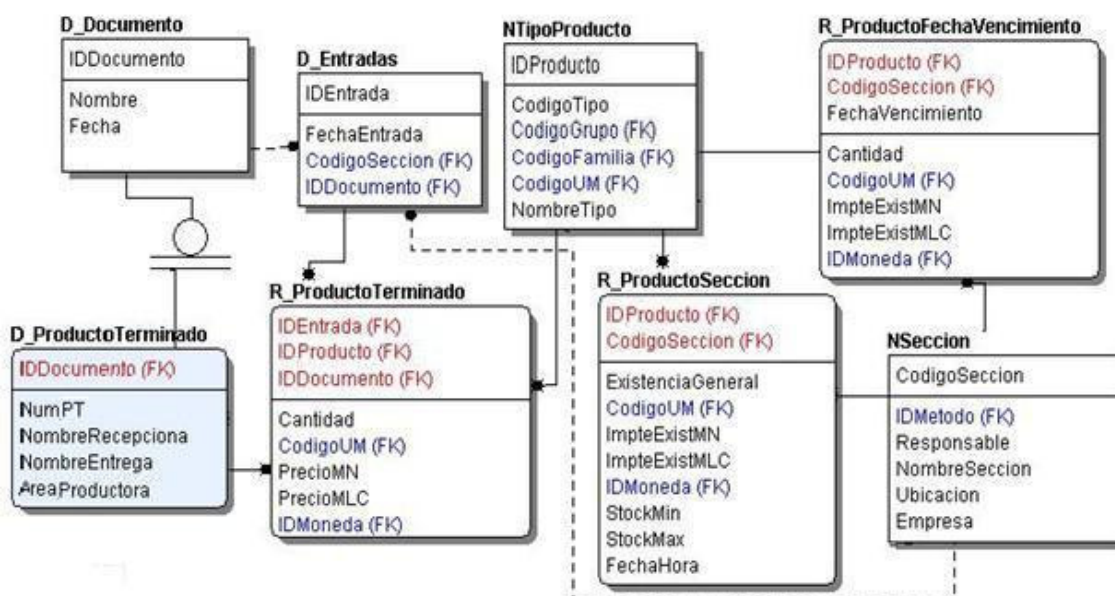 D_Documento
IDDocumento
Nombre
Fecha
D_Entradas
IDEntrada
FechaEntrada
CodigoSeccion (FK)
IDDocumento (FK)
NTipoProducto
IDProducto
CodigoTipo
CodigoGrupo (FK)
CodigoFamilia (FK)
CodigoUM (FK)
NombreTipo
R_ProductoFechaVencimiento
IDProducto (FK)
CodigoSeccion (FK)
FechaVencimiento
Cantidad
CodigoUM (FK)
ImpteExistMN
ImpteExistMLC
IDMoneda (FK)
D_ProductoTerminado
IDDocumento (FK)
NumPT
NombreRecepciona
NombreEntrega
AreaProductora
R_ProductoTerminado
IDEntrada (FK)
IDProducto (FK)
IDDocumento (FK)
Cantidad
CodigoUM (FK)
PrecioMN
PrecioMLC
IDMoneda (FK)
R_ProductoSeccion
IDProducto (FK)
CodigoSeccion (FK)
ExistenciaGeneral
CodigoUM (FK)
ImpteExistMN
ImpteExistMLC
IDMoneda (FK)
StockMin
StockMax
FechaHora
NSeccion
CodigoSeccion
IDMetodo (FK)
Responsable
NombreSeccion
Ubicacion
Empresa